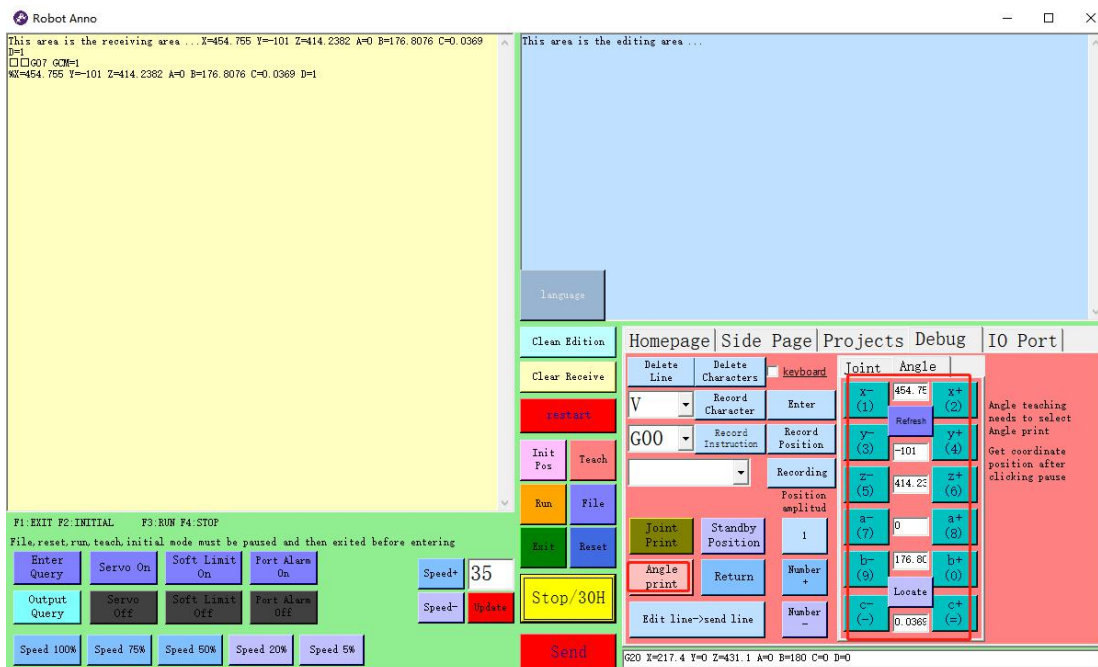 Robot Anno
This area is the receiving area ...X=454.755 Y=-101 Z=414.2382 A=0 B=176.8076 C=0.0369
D=1
□□G07 GCM=1
%X=454.755 Y=-101 Z=414.2382 A=0 B=176.8076 C=0.0369 D=1
This area is the editing area ...
language
Clean Edition
Clear Receive
restart
Init Pos
Teach
Run
File
Exit
Reset
Stop/30H
Send
Homepage
Side Page
Projects
Debug
IO Port
Delete Line
Delete Characters
keyboard
V
Record Character
Enter
G00
Record Instruction
Record Position
Recording
Position amplitud
Joint Print
Standby Position
1
Angle print
Return
Number +
Edit line->send line
Number -
Joint
Angle
x- (1)
454.75
x+ (2)
Refresh
y- (3)
-101
y+ (4)
z- (5)
414.23
z+ (6)
a- (7)
0
a+ (8)
b- (9)
176.80
b+ (0)
Locate
c- (-)
0.0369
c+ (=)
Angle teaching
needs to select
Angle print
Get coordinate
position after
clicking pause
F1:EXIT F2:INITIAL F3:RUN F4:STOP
File,reset,run,teach,initial mode must be paused and then exited before entering
Enter Query
Servo On
Soft Limit On
Port Alarm On
Speed+
35
Output Query
Servo Off
Soft Limit Off
Port Alarm Off
Speed-
Update
Speed 100%
Speed 75%
Speed 50%
Speed 20%
Speed 5%
G20 X=217.4 Y=0 Z=431.1 A=0 B=180 C=0 D=0